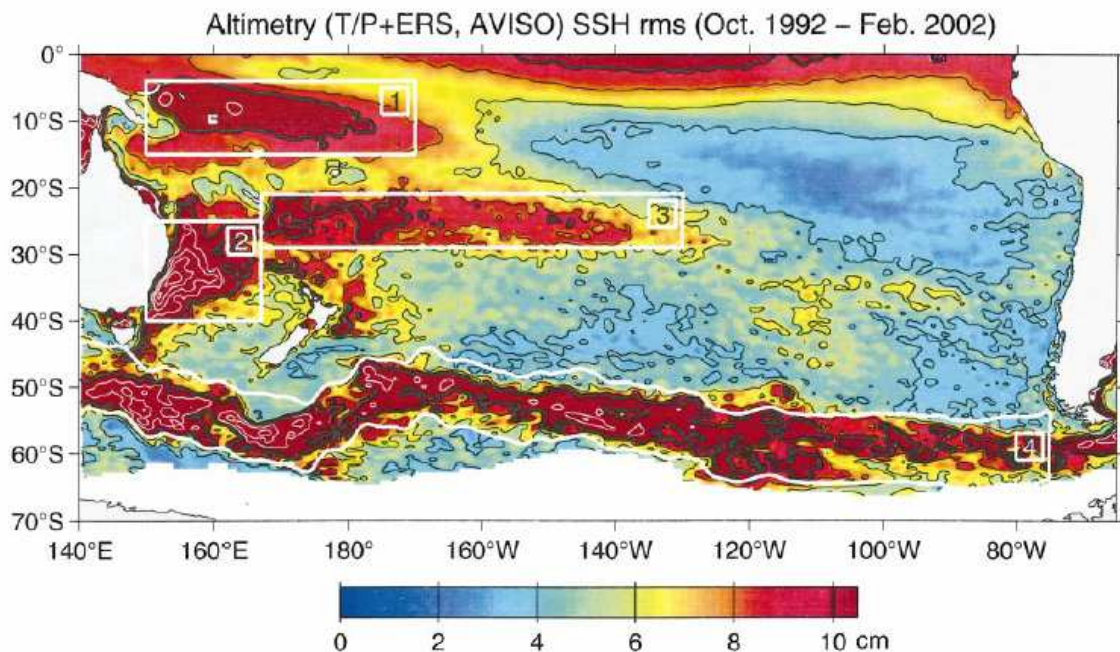 Altimetry (T/P+ERS, AVISO) SSH rms (Oct. 1992 – Feb. 2002)
0°
10°S
20°S
30°S
40°S
50°S
60°S
70°S
1
2
3
4
140°E 160°E 180° 160°W 140°W 120°W 100°W 80°W
0 2 4 6 8 10 cm